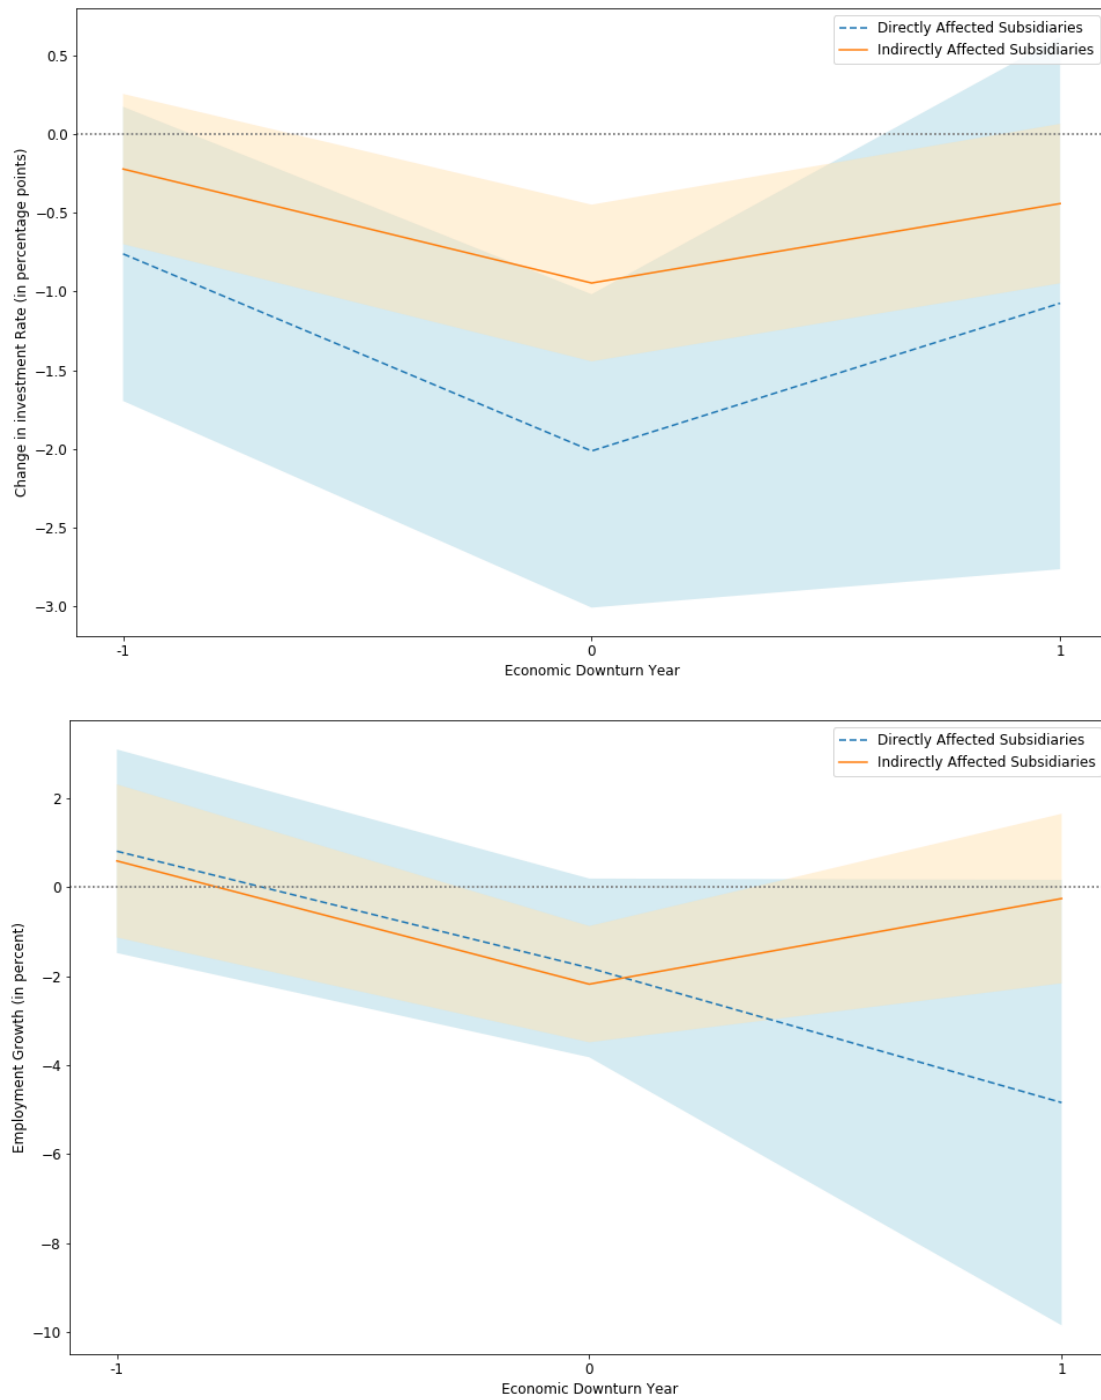 Directly Affected Subsidiaries
Indirectly Affected Subsidiaries
0.5
0.0
−0.5
−1.0
−1.5
−2.0
−2.5
−3.0
Change in investment Rate (in percentage points)
-1
0
1
Economic Downturn Year
Directly Affected Subsidiaries
Indirectly Affected Subsidiaries
2
0
−2
−4
−6
−8
−10
Employment Growth (in percent)
-1
0
1
Economic Downturn Year